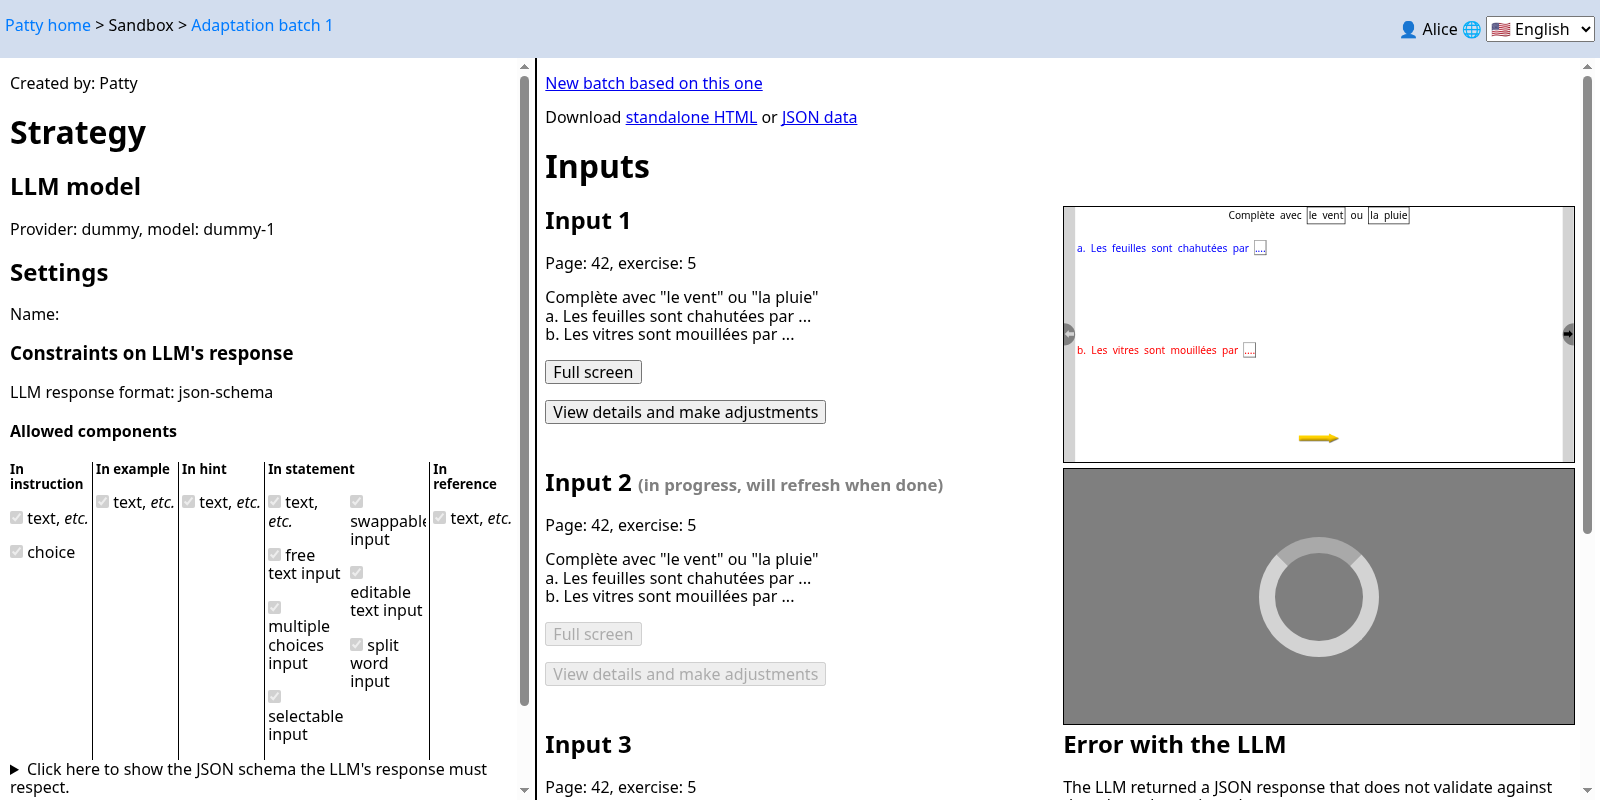 Patty home > Sandbox > Adaptation batch 1
👤 Alice 🌐 🇺🇸 English
Created by: Patty
Strategy
LLM model
Provider: dummy, model: dummy-1
Settings
Name:
Constraints on LLM's response
LLM response format: json-schema
Allowed components
In instruction
text, etc.
choice
In example
text, etc.
In hint
text, etc.
In statement
text, etc.
free text input
multiple choices input
selectable input
swappable input
editable text input
split word input
In reference
text, etc.
Click here to show the JSON schema the LLM's response must
respect.
New batch based on this one
Download standalone HTML or JSON data
Inputs
Input 1
Page: 42, exercise: 5
Complète avec "le vent" ou "la pluie"
a. Les feuilles sont chahutées par ...
b. Les vitres sont mouillées par ...
Full screen
View details and make adjustments
Complète avec le vent ou la pluie
a. Les feuilles sont chahutées par ....
b. Les vitres sont mouillées par ....
Input 2 (in progress, will refresh when done)
Page: 42, exercise: 5
Complète avec "le vent" ou "la pluie"
a. Les feuilles sont chahutées par ...
b. Les vitres sont mouillées par ...
Full screen
View details and make adjustments
Input 3
Page: 42, exercise: 5
Error with the LLM
The LLM returned a JSON response that does not validate against